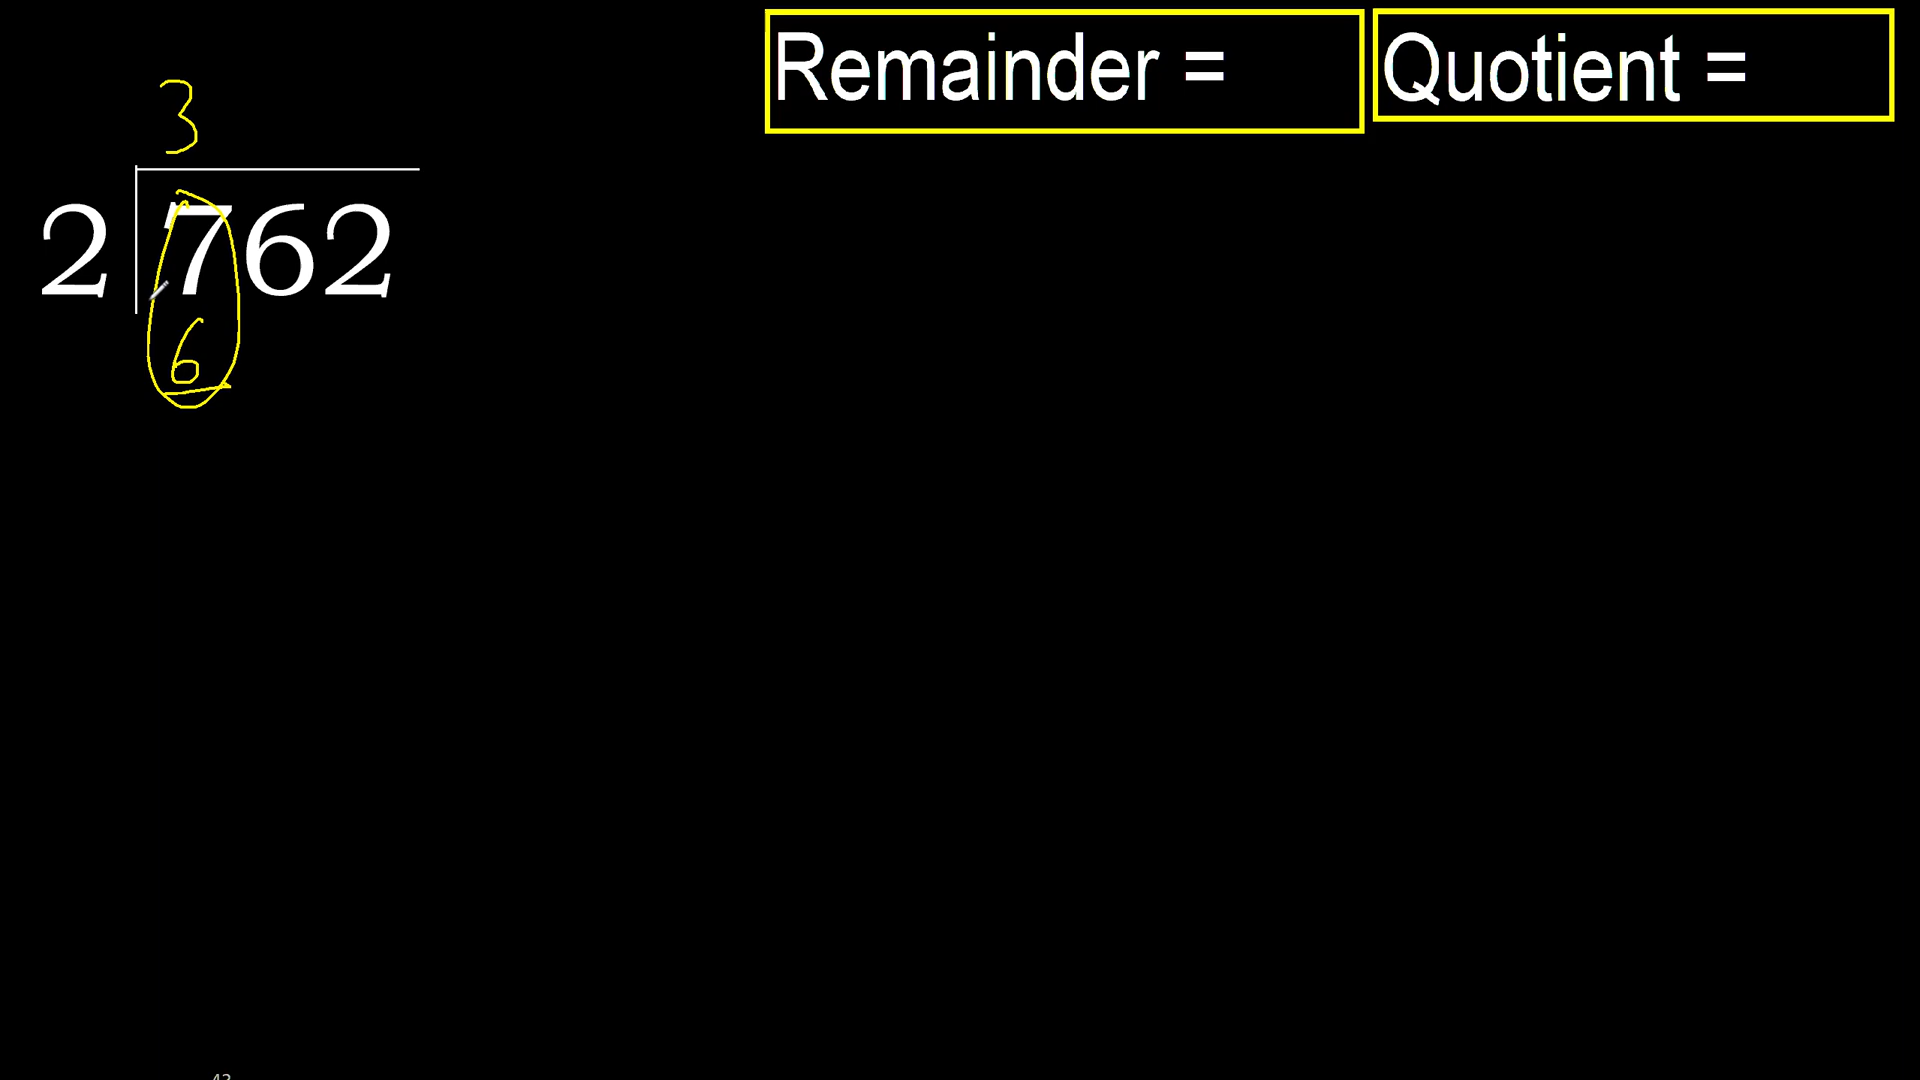 Remainder =
Quotient =
3
2 762
6